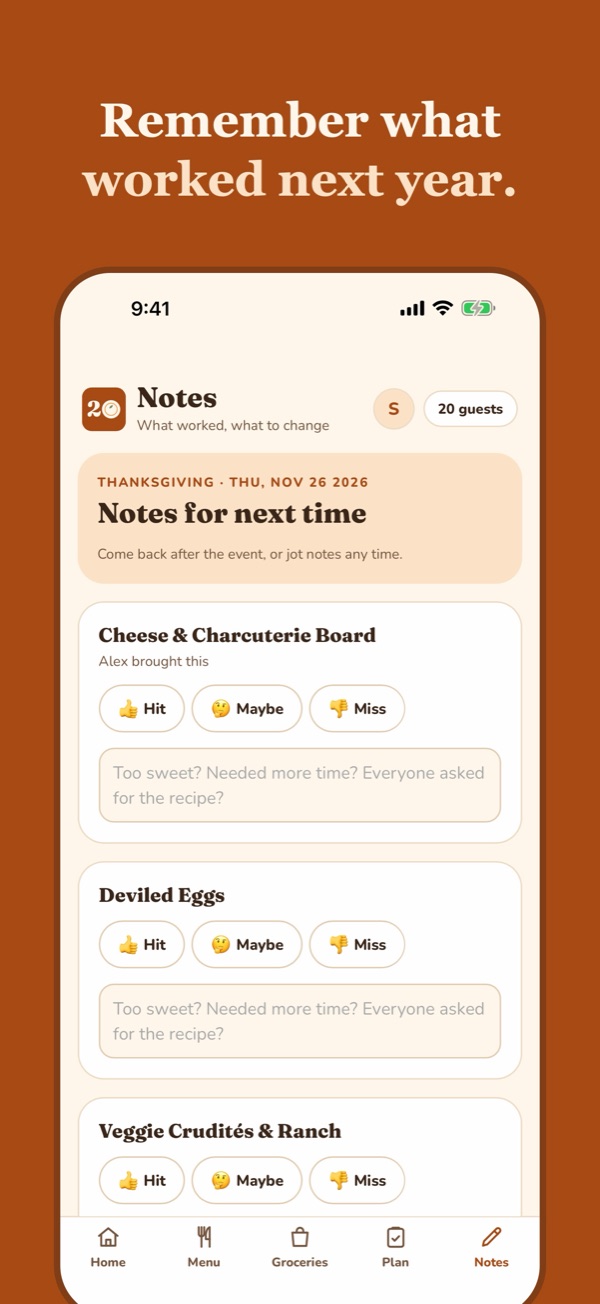 Remember what
worked next year.
9:41
20
Notes
What worked, what to change
S
20 guests
THANKSGIVING · THU, NOV 26 2026
Notes for next time
Come back after the event, or jot notes any time.
Cheese & Charcuterie Board
Alex brought this
👍 Hit
🤔 Maybe
👎 Miss
Too sweet? Needed more time? Everyone asked
for the recipe?
Deviled Eggs
👍 Hit
🤔 Maybe
👎 Miss
Too sweet? Needed more time? Everyone asked
for the recipe?
Veggie Crudités & Ranch
👍 Hit
🤔 Maybe
👎 Miss
Home
Menu
Groceries
Plan
Notes